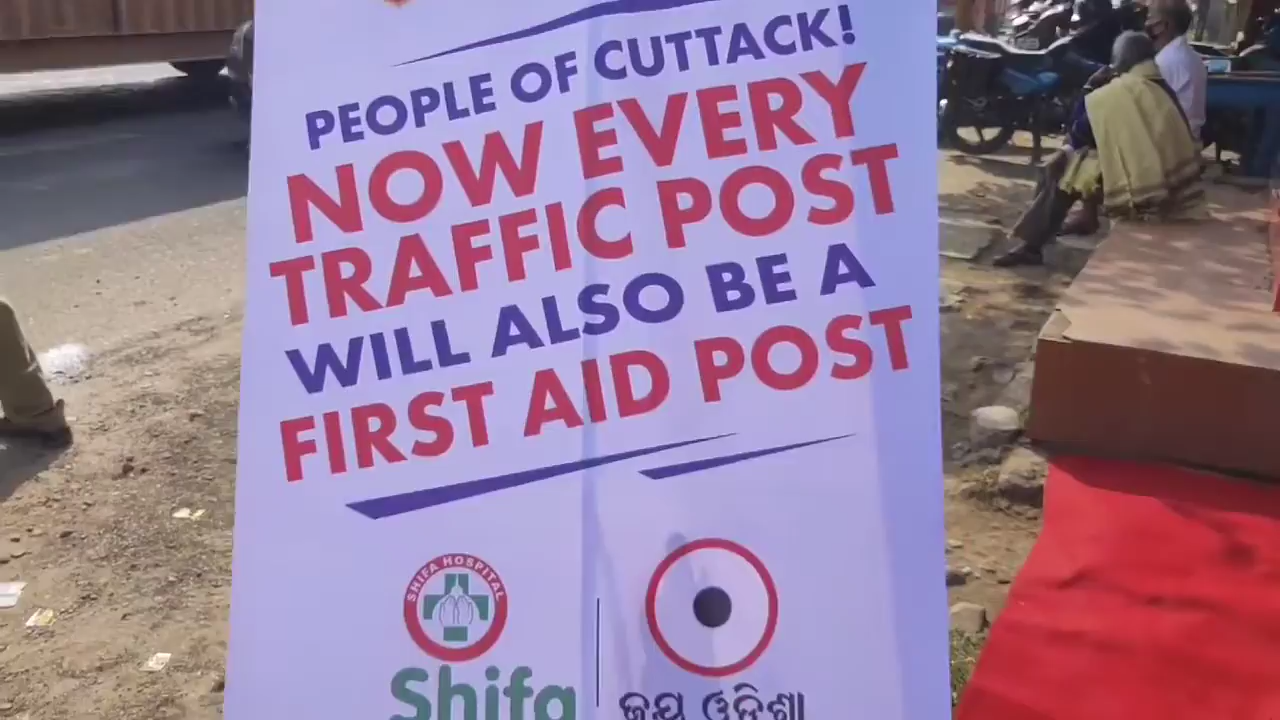 PEOPLE OF CUTTACK!
NOW EVERY
TRAFFIC POST
WILL ALSO BE A
FIRST AID POST
SHIFA HOSPITAL
Shifa
ଜୟ ଓଡ଼ିଶା